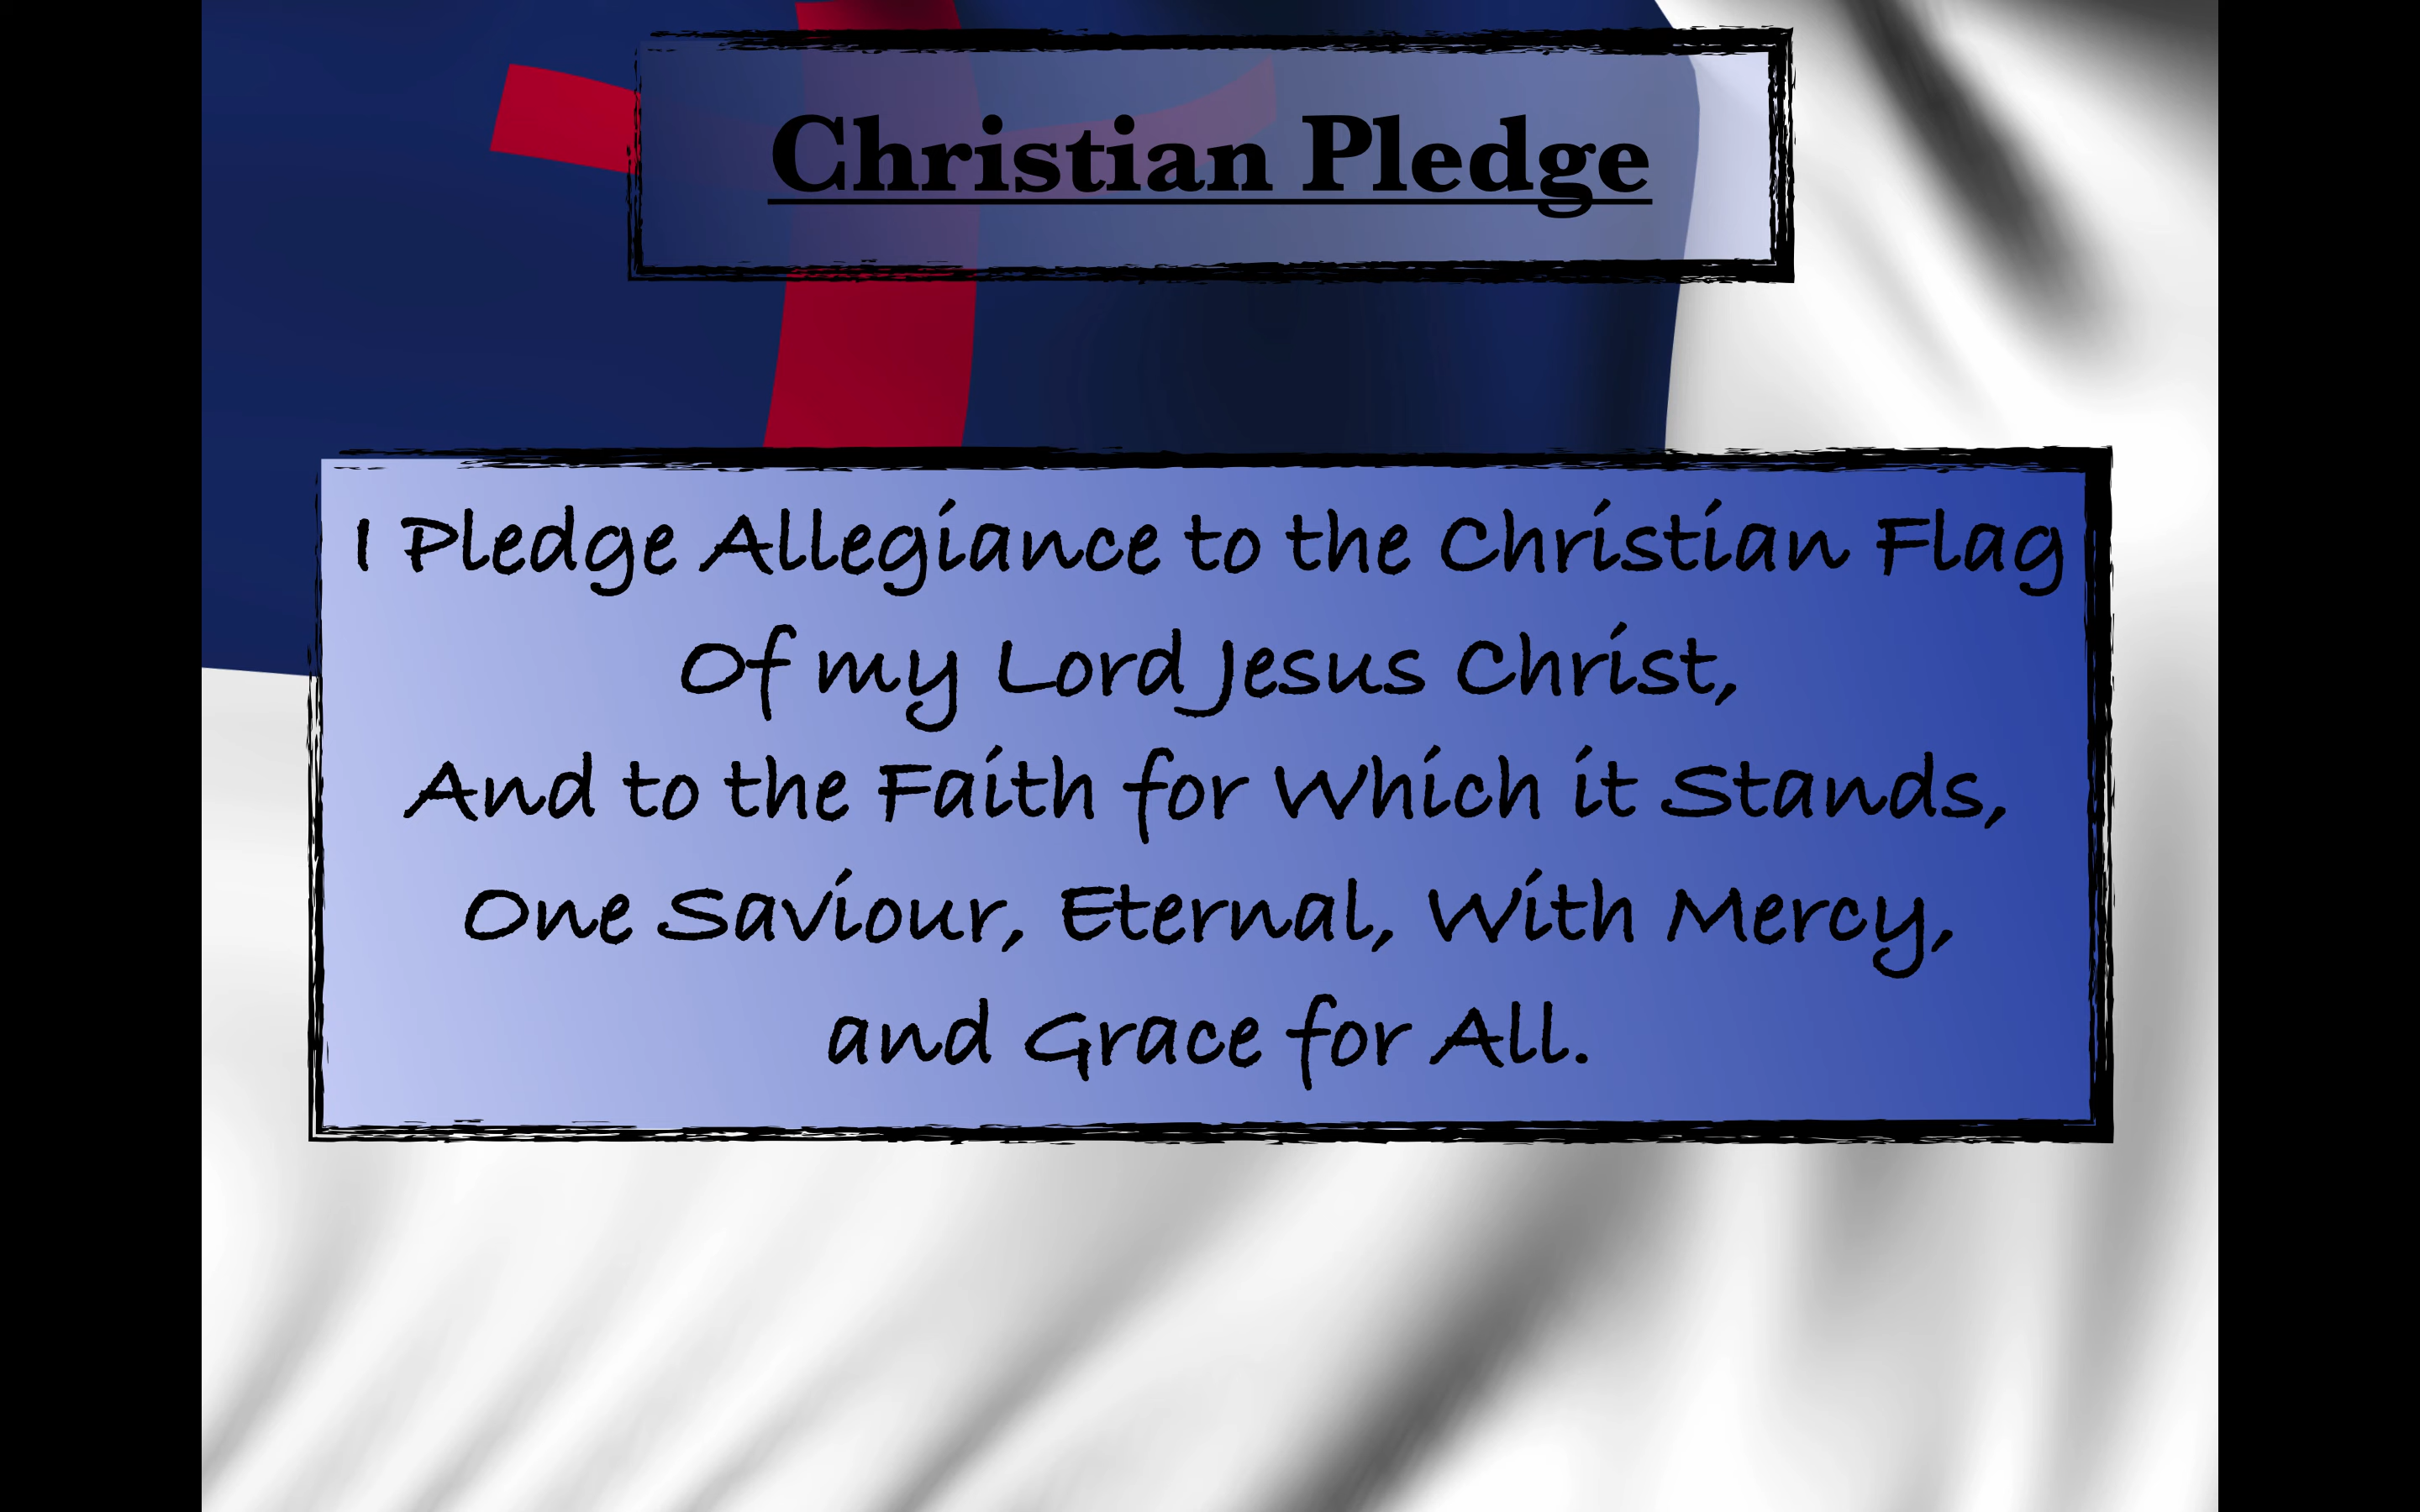 Christian Pledge
I Pledge Allegiance to the Christian Flag
Of my Lord Jesus Christ,
And to the Faith for Which it Stands,
One Saviour, Eternal, With Mercy,
and Grace for All.